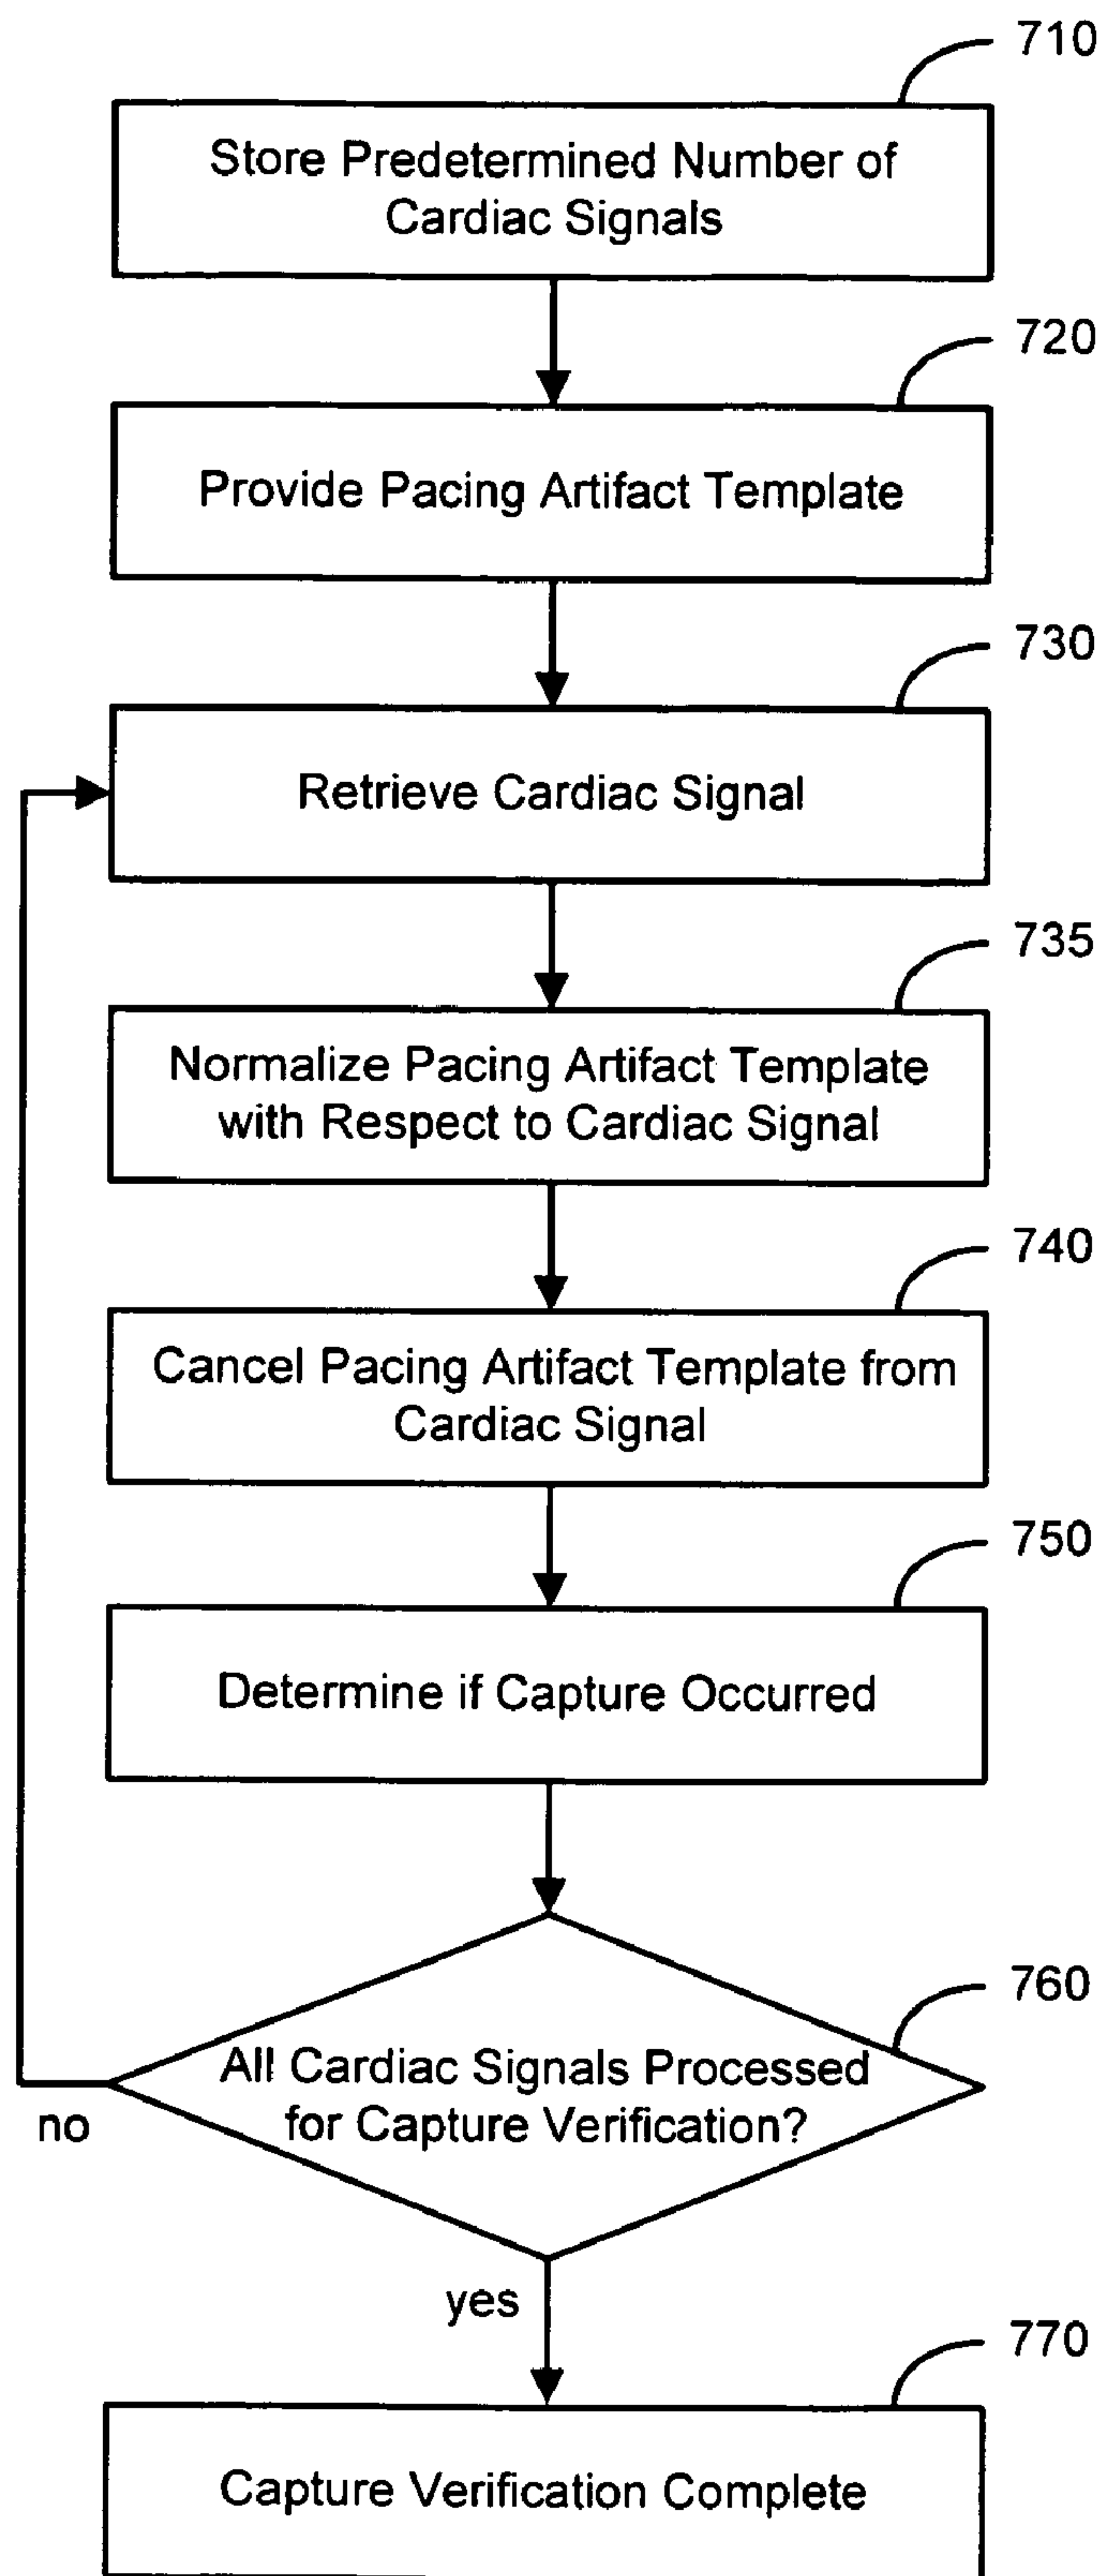 710
Store Predetermined Number of
Cardiac Signals
720
Provide Pacing Artifact Template
730
Retrieve Cardiac Signal
735
Normalize Pacing Artifact Template
with Respect to Cardiac Signal
740
Cancel Pacing Artifact Template from
Cardiac Signal
750
Determine if Capture Occurred
760
All Cardiac Signals Processed
for Capture Verification?
no
yes
770
Capture Verification Complete